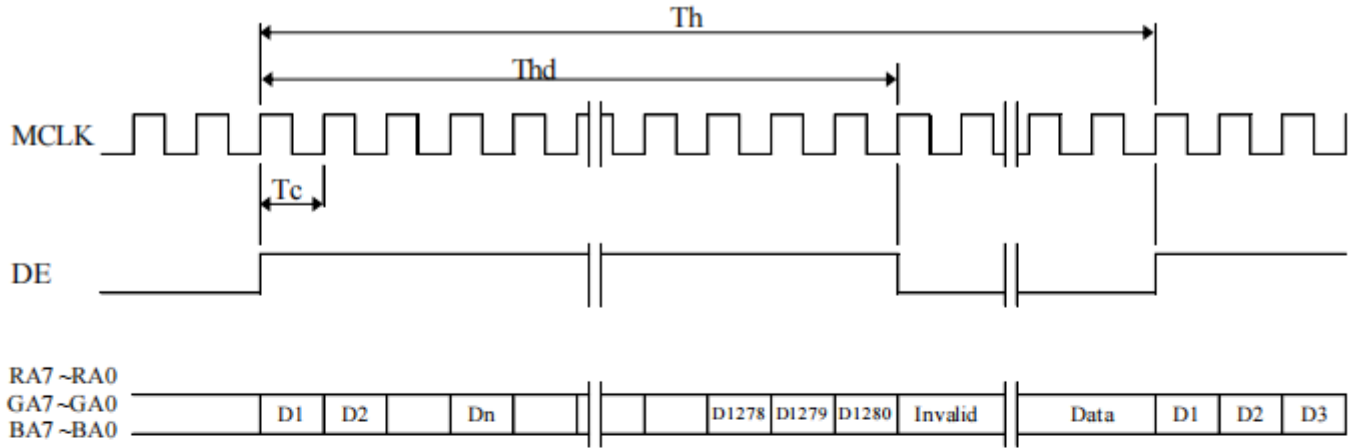 Th
Thd
MCLK
Tc
DE
RA7~RA0
GA7~GA0
BA7~BA0
D1 D2 Dn D1278 D1279 D1280 Invalid Data D1 D2 D3